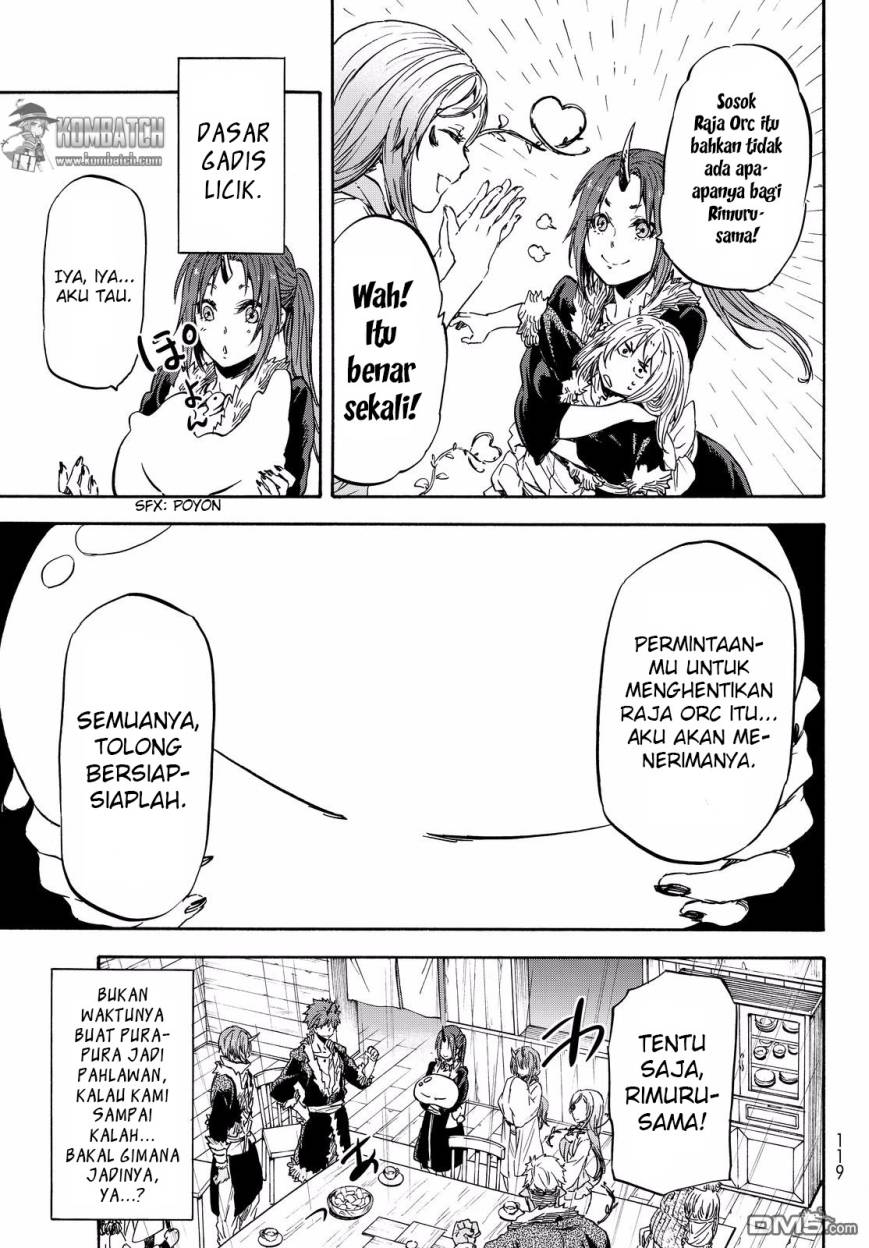 Sosok
Raja Orc itu
bahkan tidak
ada apa-
apanya bagi
Rimuru-
sama!
Wah!
Itu
benar
sekali!
DASAR
GADIS
LICIK.
IYA, IYA...
AKU TAU.
ぽよん
SFX: POYON
KOMBATCH
www.kombatch.com
PERMINTAAN-
MU UNTUK
MENGHENTIKAN
RAJA ORC ITU...
AKU AKAN ME-
NERIMANYA.
SEMUANYA,
TOLONG
BERSIAP-
SIAPLAH.
TENTU
SAJA,
RIMURU-
SAMA!
BUKAN
WAKTUNYA
BUAT PURA-
PURA JADI
PAHLAWAN,
KALAU KAMI
SAMPAI
KALAH...
BAKAL GIMANA
JADINYA,
YA...?
119
DM5.com